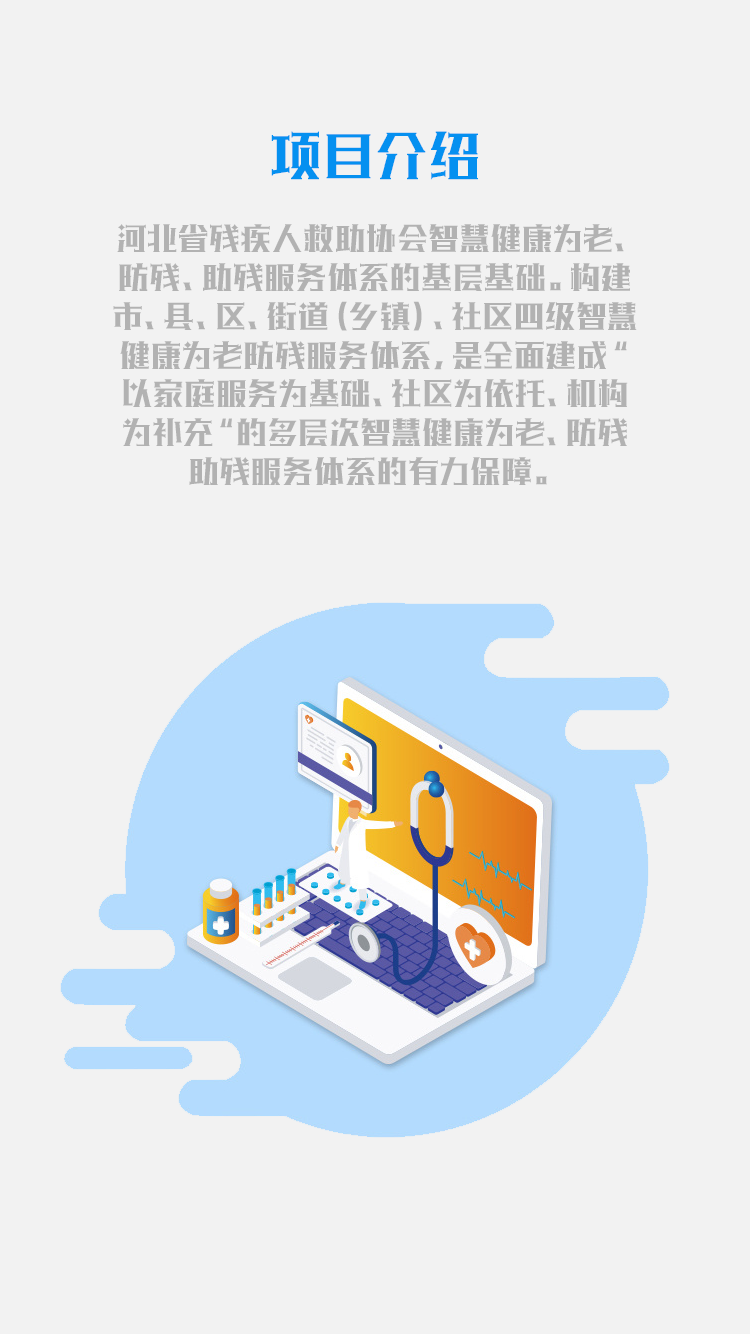 项目介绍
河北省残疾人救助协会智慧健康为老、
防残、助残服务体系的基层基础。构建
市、县、区、街道(乡镇)、社区四级智慧
健康为老防残服务体系,是全面建成“
以家庭服务为基础、社区为依托、机构
为补充“的多层次智慧健康为老、防残
助残服务体系的有力保障。